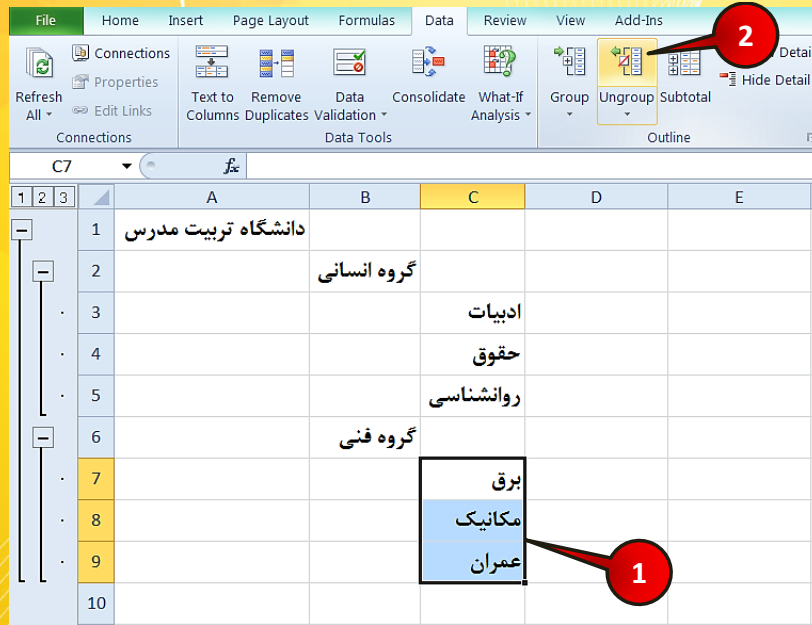 File Home Insert Page Layout Formulas Data Review View Add-Ins
Refresh All
Connections
Properties
Edit Links
Connections
Text to Columns
Remove Duplicates
Data Validation
Consolidate
What-If Analysis
Data Tools
Group
Ungroup
Subtotal
Hide Detail
Outline
2
C7 fx
1 2 3
A B C D E
1 دانشگاه تربیت مدرس
2 گروه انسانی
3 ادبیات
4 حقوق
5 روانشناسی
6 گروه فنی
7 برق
8 مکانیک
9 عمران
10
1